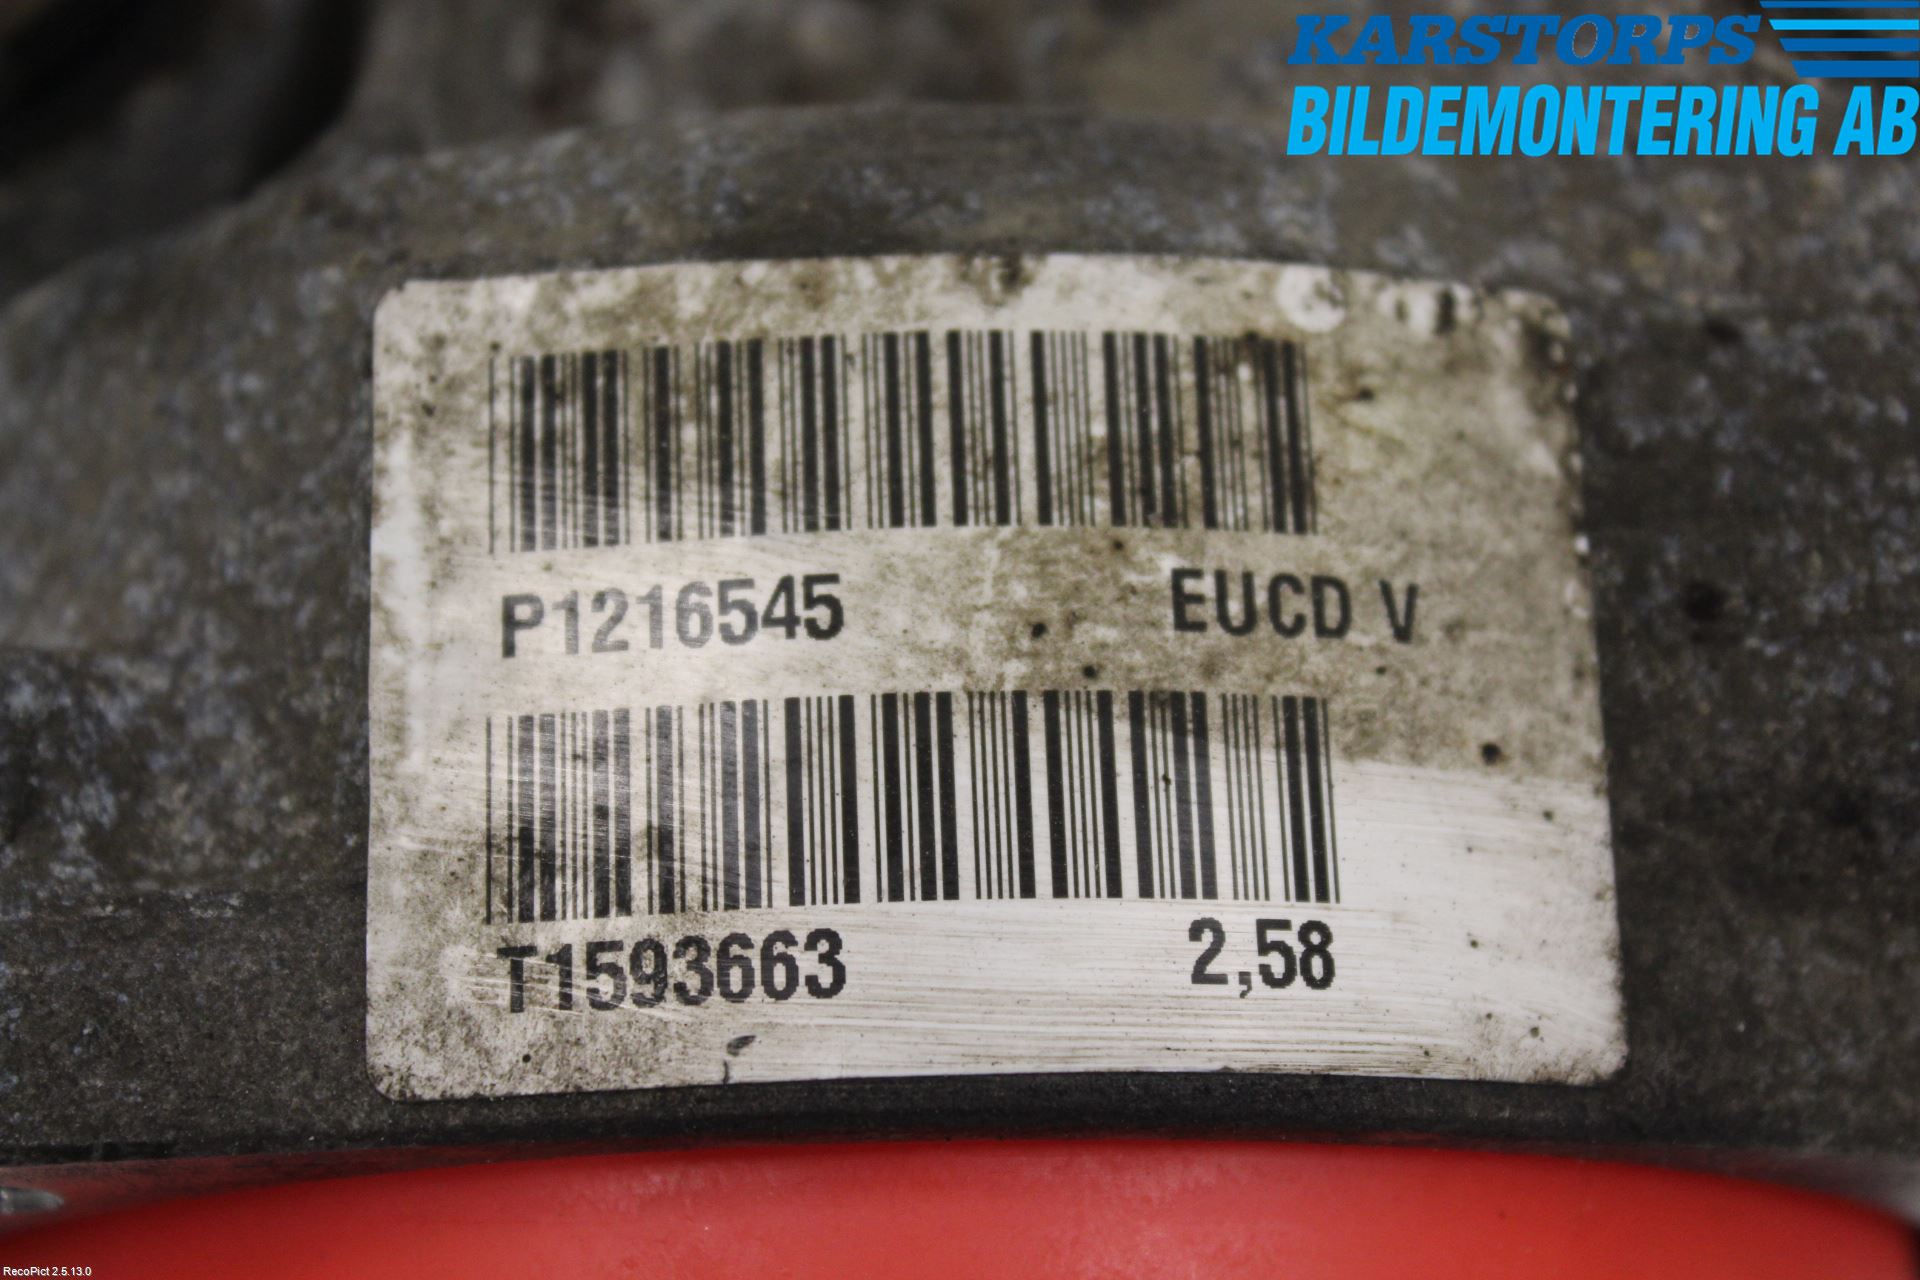 KARSTORPS
BILDEMONTERING AB
P1216545 EUCD V
T1593663 2,58
RecoPict 2.5.13.0